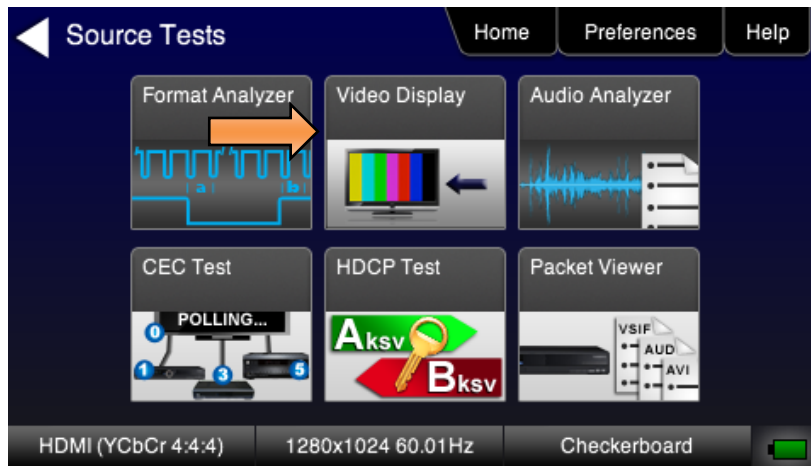 Source Tests
Home
Preferences
Help
Format Analyzer
Video Display
Audio Analyzer
a
b
CEC Test
HDCP Test
Packet Viewer
POLLING...
0
1
3
5
Aksv
Bksv
VSIF
AUD
AVI
HDMI (YCbCr 4:4:4)
1280x1024 60.01Hz
Checkerboard